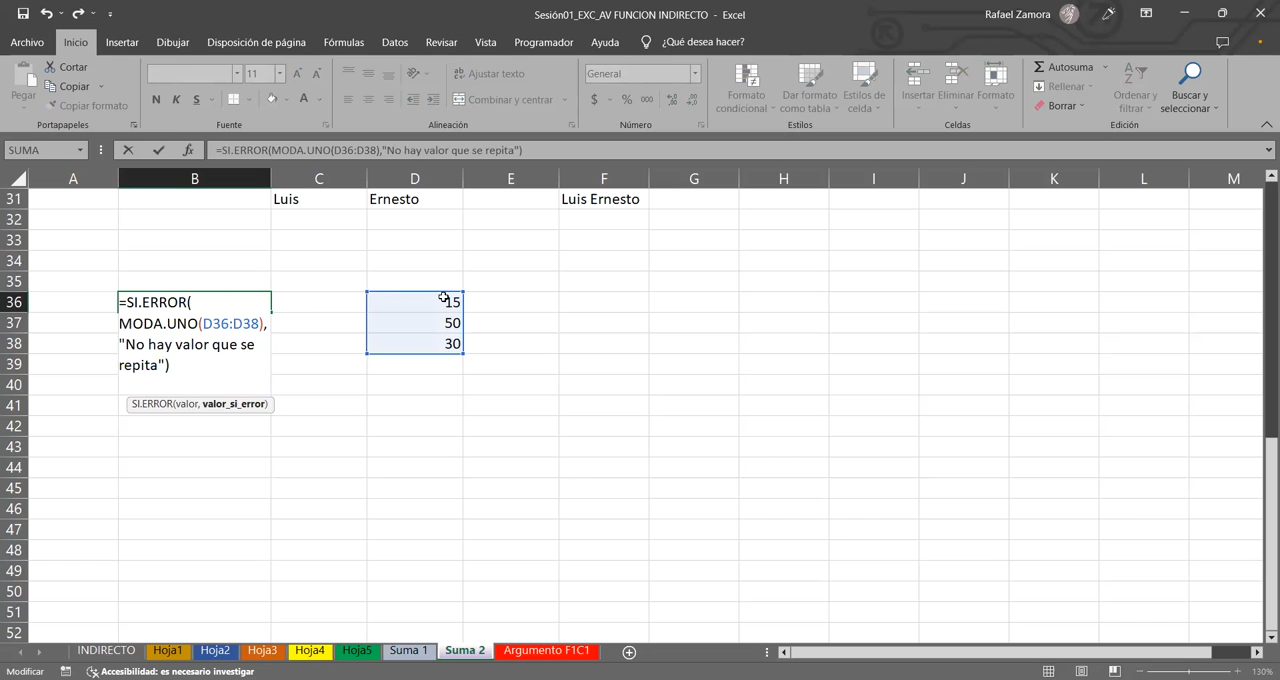 Sesión01_EXC_AV FUNCION INDIRECTO - Excel
Rafael Zamora
Archivo Inicio Insertar Dibujar Disposición de página Fórmulas Datos Revisar Vista Programador Ayuda ¿Qué desea hacer?
Pegar
Cortar
Copiar
Copiar formato
Portapapeles
11
N K S
Fuente
Ajustar texto
Combinar y centrar
Alineación
General
$ % 000
Número
Formato condicional
Dar formato como tabla
Estilos de celda
Estilos
Insertar Eliminar Formato
Celdas
Autosuma
Rellenar
Borrar
Ordenar y filtrar
Buscar y seleccionar
Edición
SUMA
fx
=SI.ERROR(MODA.UNO(D36:D38),"No hay valor que se repita")
A B C D E F G H I J K L M
31 Luis Ernesto Luis Ernesto
32
33
34
35
36 =SI.ERROR( 15
37 MODA.UNO(D36:D38), 50
38 "No hay valor que se 30
39 repita")
40
41 SI.ERROR(valor, valor_si_error)
42
43
44
45
46
47
48
49
50
51
52
INDIRECTO Hoja1 Hoja2 Hoja3 Hoja4 Hoja5 Suma 1 Suma 2 Argumento F1C1
Modificar Accesibilidad: es necesario investigar 130%